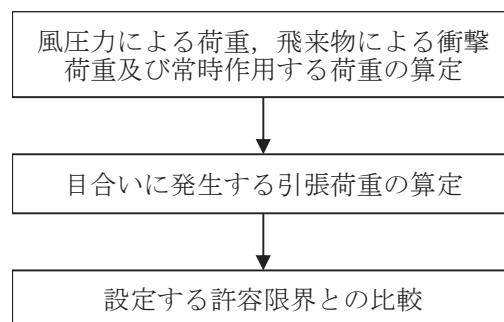 風圧力による荷重，飛来物による衝撃
荷重及び常時作用する荷重の算定
目合いに発生する引張荷重の算定
設定する許容限界との比較